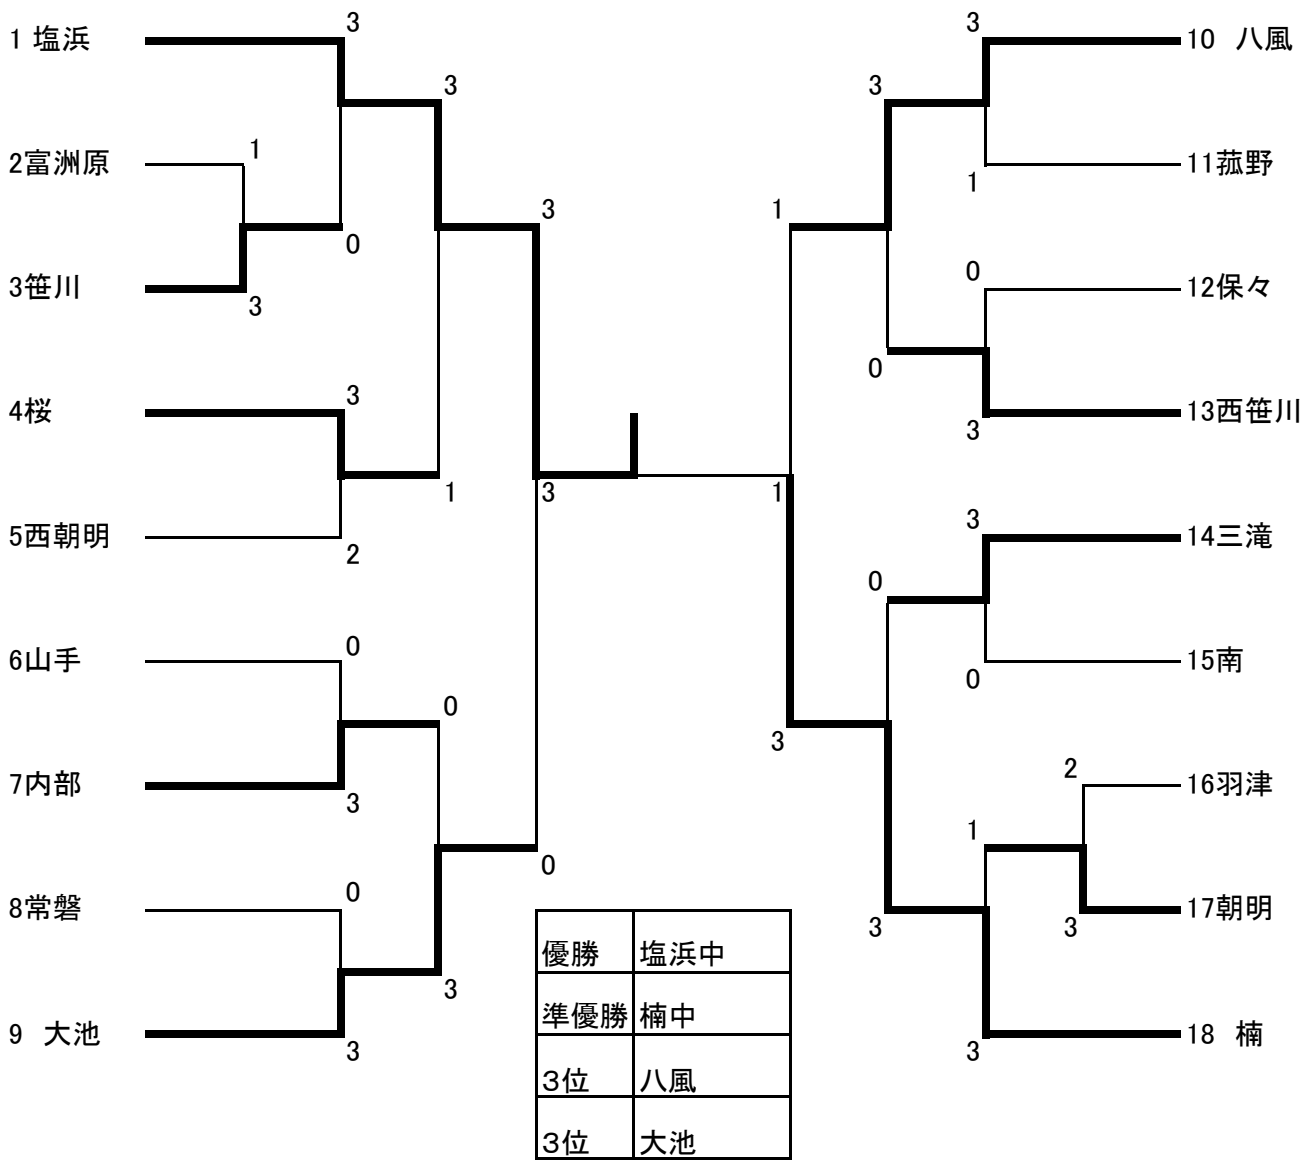 1 塩浜
2富洲原
3笹川
4桜
5西朝明
6山手
7内部
8常磐
9 大池
3
1
0
3
3
2
0
3
0
3
3
1
0
3
3
0
3
1
1
3
3
0
0
3
3
1
0
3
3
0
1
3
2
3
10 八風
11菰野
12保々
13西笹川
14三滝
15南
16羽津
17朝明
18 楠
優勝 塩浜中
準優勝 楠中
３位 八風
３位 大池